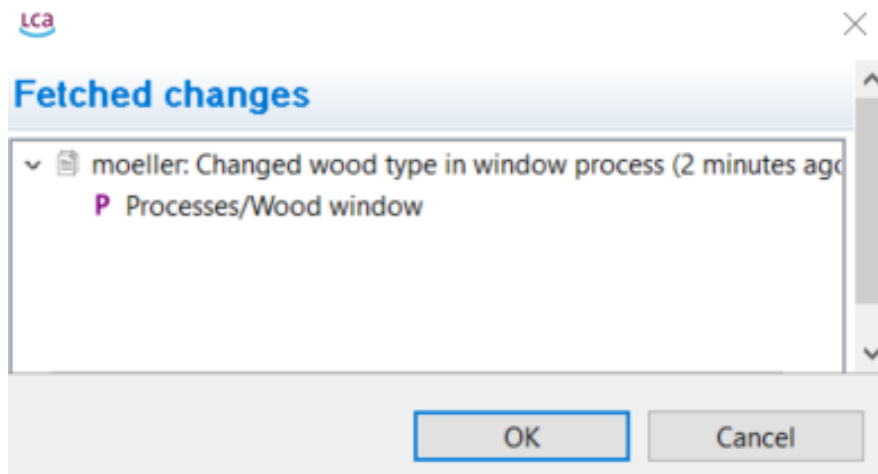 LCA
Fetched changes
moeller: Changed wood type in window process (2 minutes ago
P Processes/Wood window
OK
Cancel